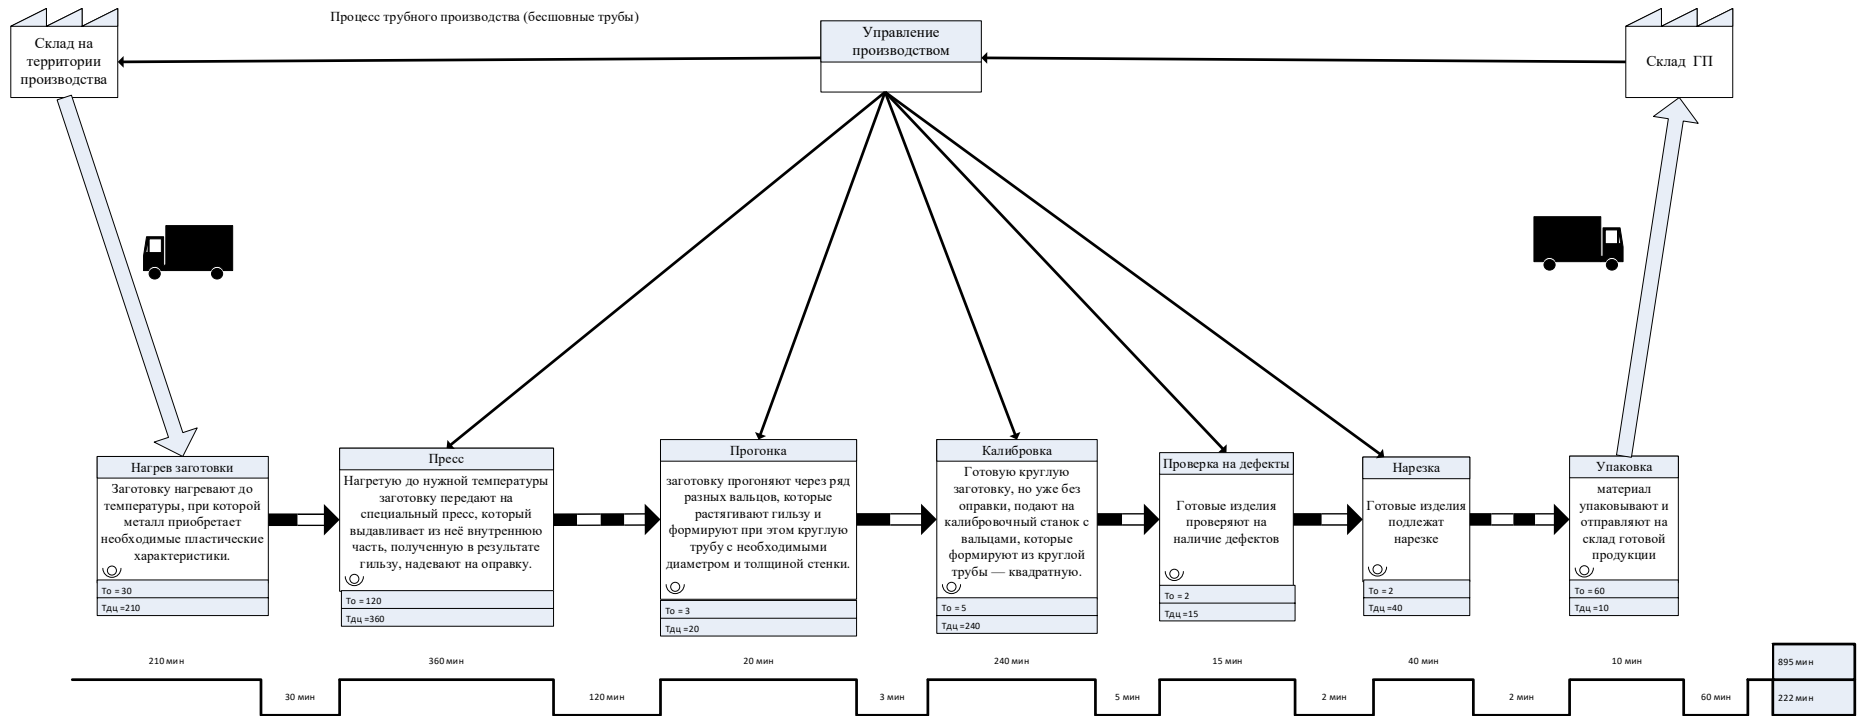 Процесс трубного производства (бесшовные трубы)
Склад на
территории
производства
Управление
производством
Склад ГП
Нагрев заготовки
Заготовку нагревают до
температуры, при которой
металл приобретает
необходимые пластические
характеристики.
То = 30
Тдц =210
Пресс
Нагретую до нужной температуры
заготовку передают на
специальный пресс, который
выдавливает из неё внутреннюю
часть, полученную в результате
гильзу, надевают на оправку.
То = 120
Тдц =360
Прогонка
заготовку прогоняют через ряд
разных вальцов, которые
растягивают гильзу и
формируют при этом круглую
трубу с необходимыми
диаметром и толщиной стенки.
То = 3
Тдц =20
Калибровка
Готовую круглую
заготовку, но уже без
оправки, подают на
калибровочный станок с
вальцами, которые
формируют из круглой
трубы — квадратную.
То = 5
Тдц =240
Проверка на дефекты
Готовые изделия
проверяют на
наличие дефектов
То = 2
Тдц =15
Нарезка
Готовые изделия
подлежат
нарезке
То = 2
Тдц =40
Упаковка
материал
упаковывают и
отправляют на
склад готовой
продукции
То = 60
Тдц =10
210 мин
360 мин
20 мин
240 мин
15 мин
40 мин
10 мин
895 мин
30 мин
120 мин
3 мин
5 мин
2 мин
2 мин
60 мин
222 мин